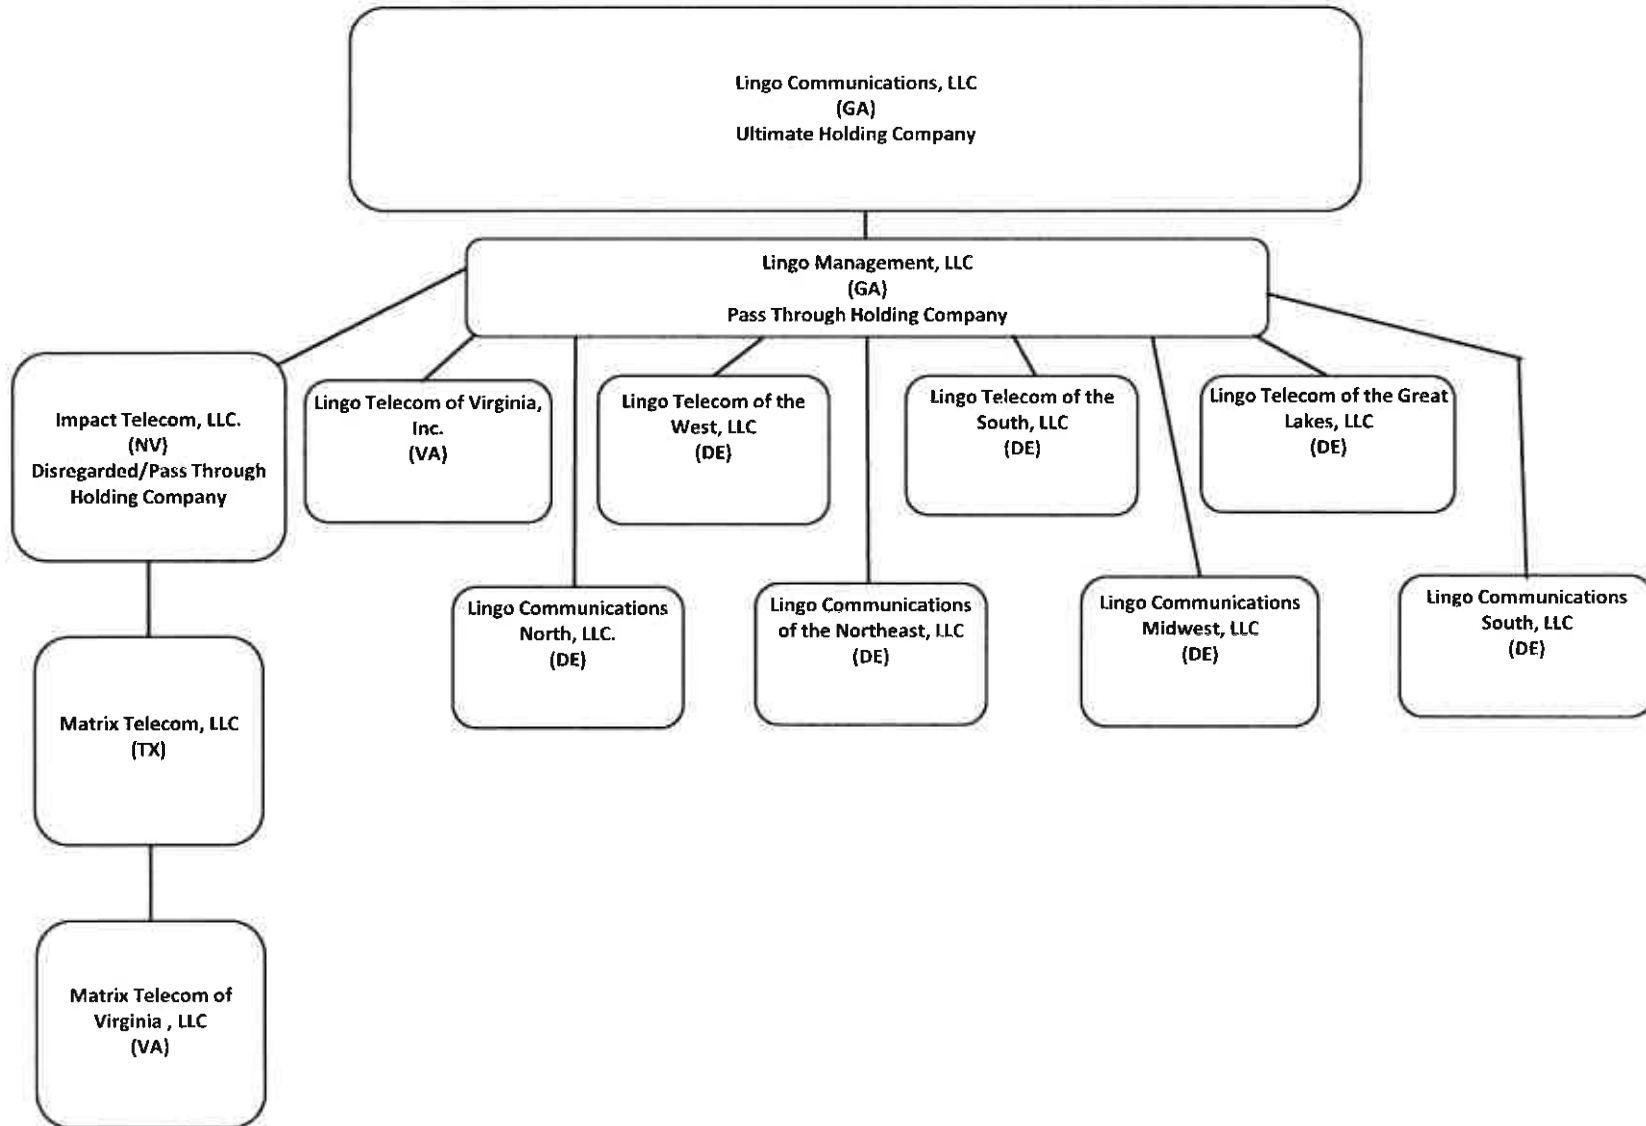 Lingo Communications, LLC
(GA)
Ultimate Holding Company
Lingo Management, LLC
(GA)
Pass Through Holding Company
Impact Telecom, LLC.
(NV)
Disregarded/Pass Through
Holding Company
Lingo Telecom of Virginia,
Inc.
(VA)
Lingo Telecom of the
West, LLC
(DE)
Lingo Telecom of the
South, LLC
(DE)
Lingo Telecom of the Great
Lakes, LLC
(DE)
Lingo Communications
North, LLC.
(DE)
Lingo Communications
of the Northeast, LLC
(DE)
Lingo Communications
Midwest, LLC
(DE)
Lingo Communications
South, LLC
(DE)
Matrix Telecom, LLC
(TX)
Matrix Telecom of
Virginia , LLC
(VA)